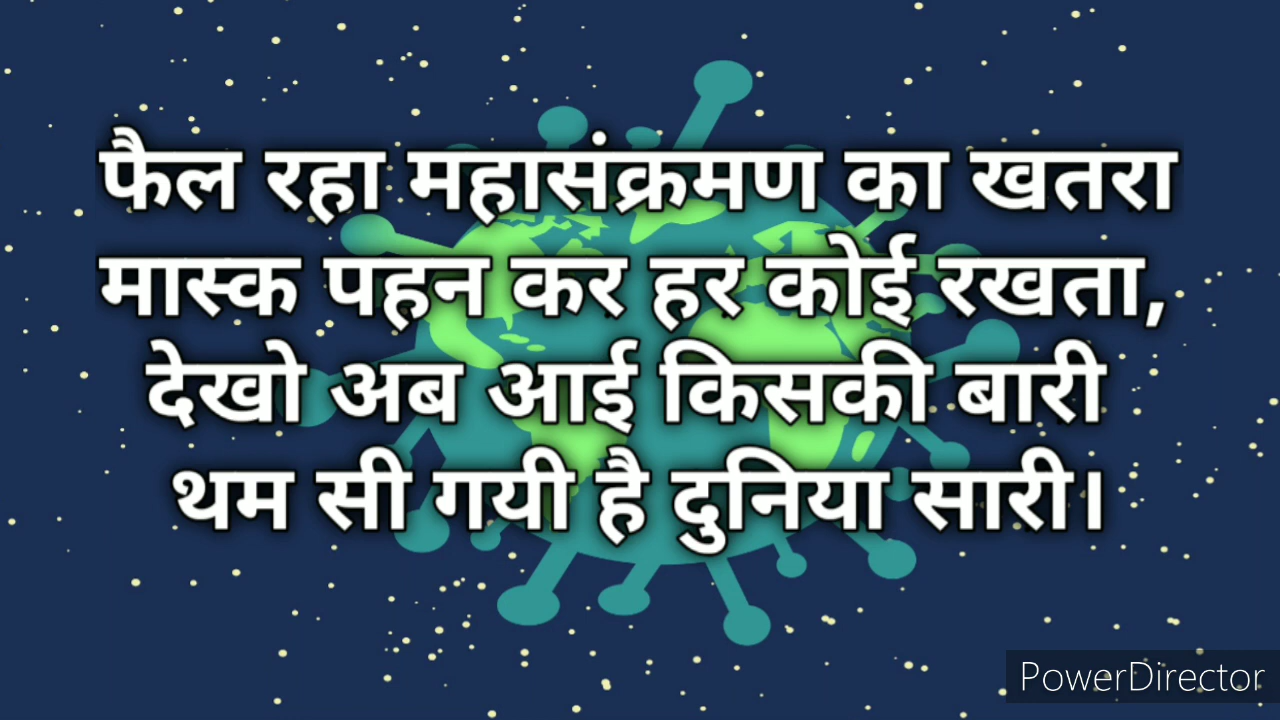 फैल रहा महासंक्रमण का खतरा
मास्क पहन कर हर कोई रखता,
देखो अब आई किसकी बारी
थम सी गयी है दुनिया सारी।
PowerDirector